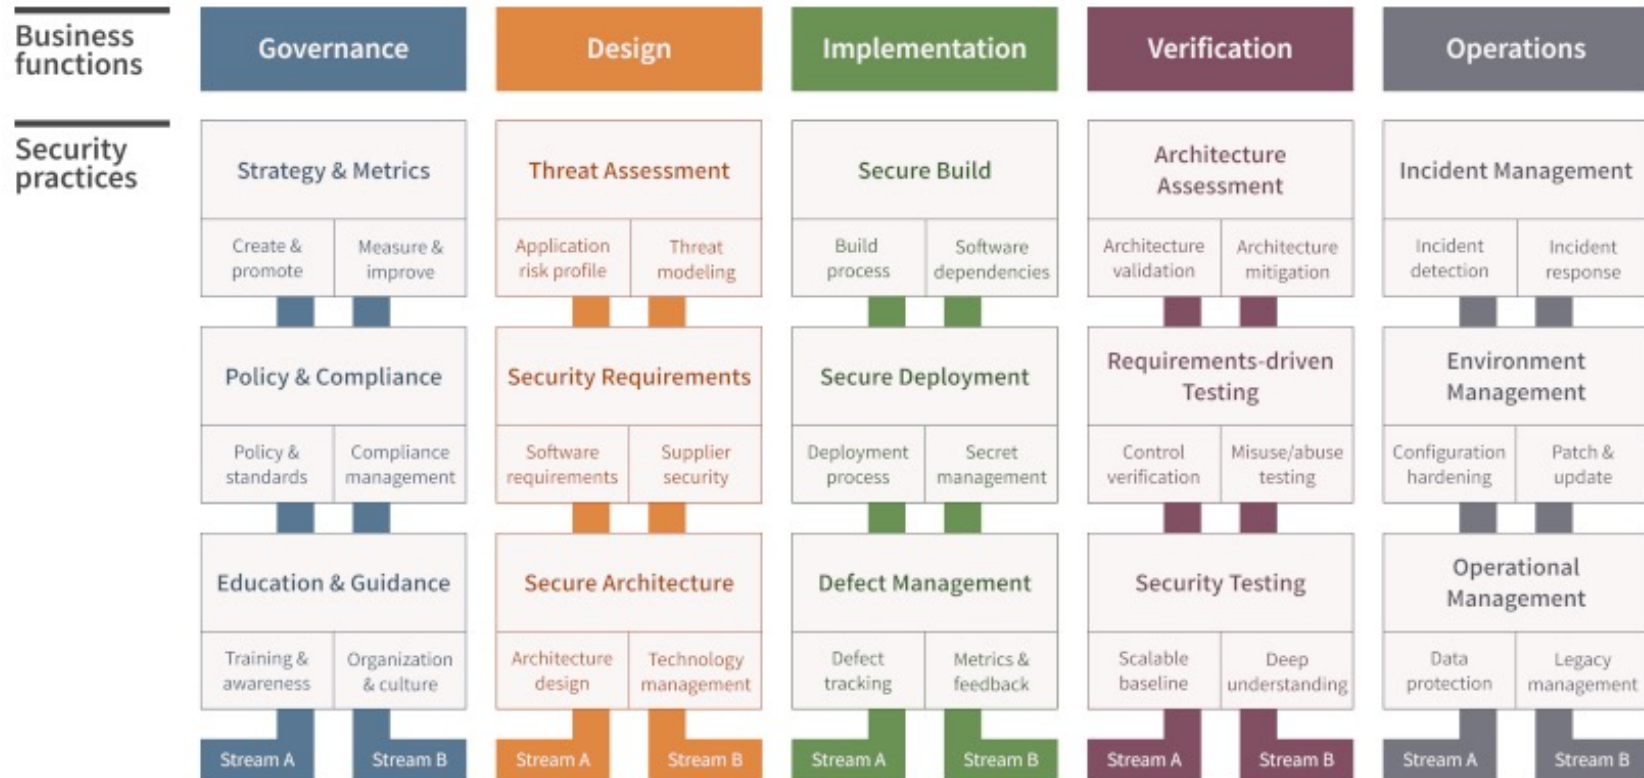 Business
functions
Governance
Design
Implementation
Verification
Operations
Security
practices
Strategy & Metrics
Threat Assessment
Secure Build
Architecture
Assessment
Incident Management
Create &
promote
Measure &
improve
Application
risk profile
Threat
modeling
Build
process
Software
dependencies
Architecture
validation
Architecture
mitigation
Incident
detection
Incident
response
Policy & Compliance
Security Requirements
Secure Deployment
Requirements-driven
Testing
Environment
Management
Policy &
standards
Compliance
management
Software
requirements
Supplier
security
Deployment
process
Secret
management
Control
verification
Misuse/abuse
testing
Configuration
hardening
Patch &
update
Education & Guidance
Secure Architecture
Defect Management
Security Testing
Operational
Management
Training &
awareness
Organization
& culture
Architecture
design
Technology
management
Defect
tracking
Metrics &
feedback
Scalable
baseline
Deep
understanding
Data
protection
Legacy
management
Stream A
Stream B
Stream A
Stream B
Stream A
Stream B
Stream A
Stream B
Stream A
Stream B